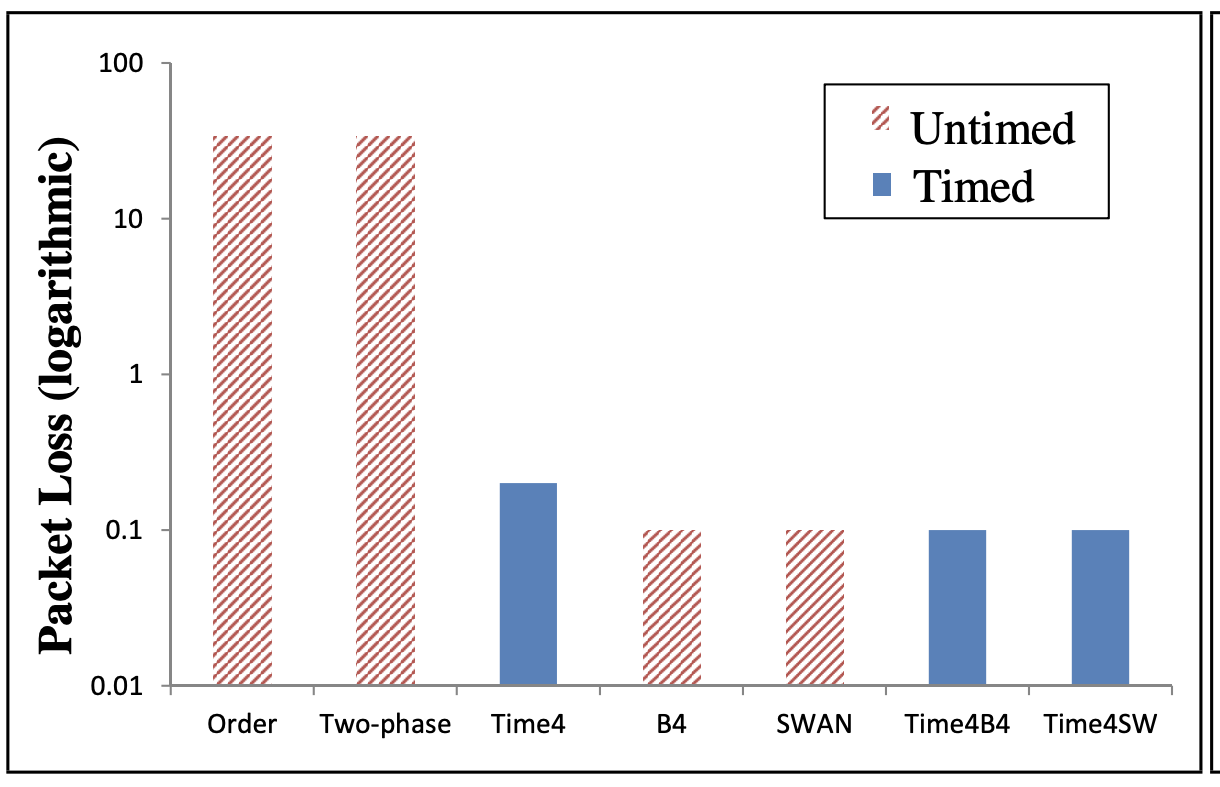 Packet Loss (logarithmic)
100
10
1
0.1
0.01
Untimed
Timed
Order Two-phase Time4 B4 SWAN Time4B4 Time4SW